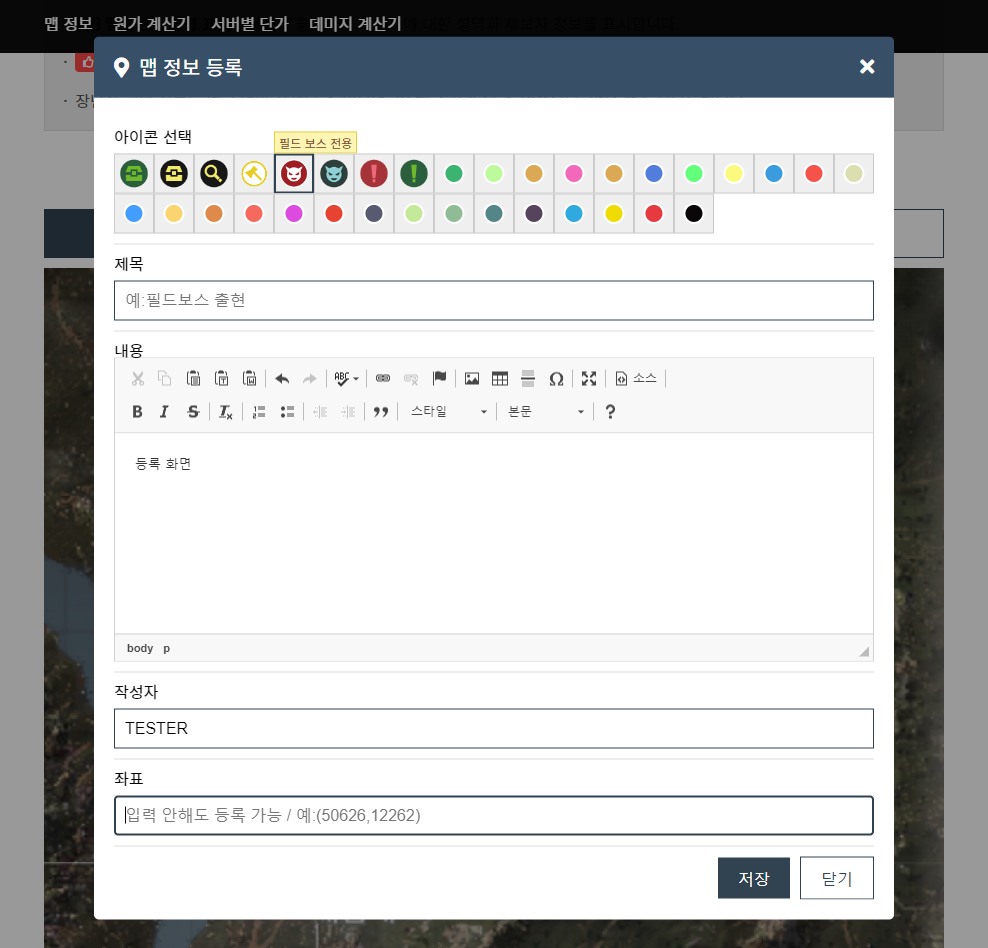 맵 정보 원가 계산기 서버별 단가 데미지 계산기
맵 정보 등록
· 장
아이콘 선택
필드 보스 전용
제목
예:필드보스 출현
내용
ABC
소스
B I S Tx
스타일 본문 ?
등록 화면
body p
작성자
TESTER
좌표
입력 안해도 등록 가능 / 예:(50626,12262)
저장 닫기